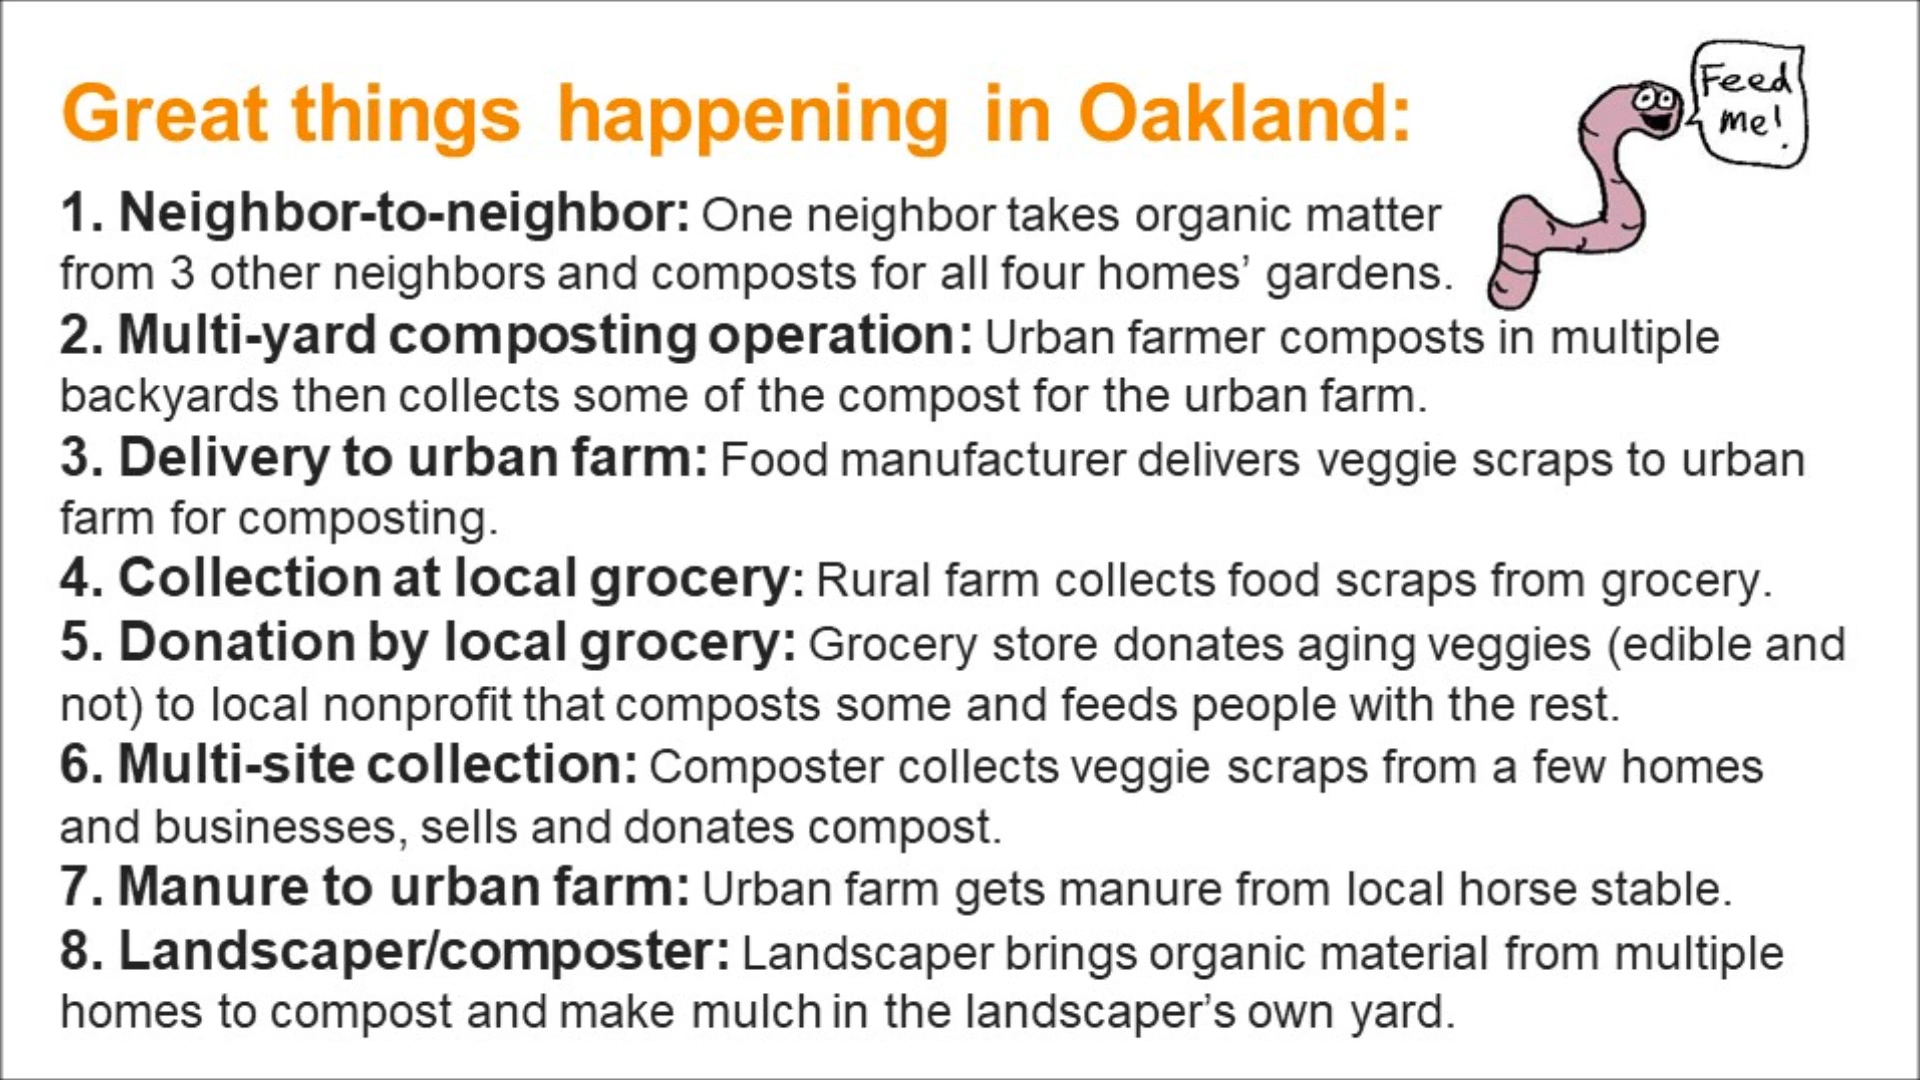 Great things happening in Oakland:
Feed
me!
1. Neighbor-to-neighbor: One neighbor takes organic matter
from 3 other neighbors and composts for all four homes’ gardens.
2. Multi-yard composting operation: Urban farmer composts in multiple
backyards then collects some of the compost for the urban farm.
3. Delivery to urban farm: Food manufacturer delivers veggie scraps to urban
farm for composting.
4. Collection at local grocery: Rural farm collects food scraps from grocery.
5. Donation by local grocery: Grocery store donates aging veggies (edible and
not) to local nonprofit that composts some and feeds people with the rest.
6. Multi-site collection: Composter collects veggie scraps from a few homes
and businesses, sells and donates compost.
7. Manure to urban farm: Urban farm gets manure from local horse stable.
8. Landscaper/composter: Landscaper brings organic material from multiple
homes to compost and make mulch in the landscaper’s own yard.